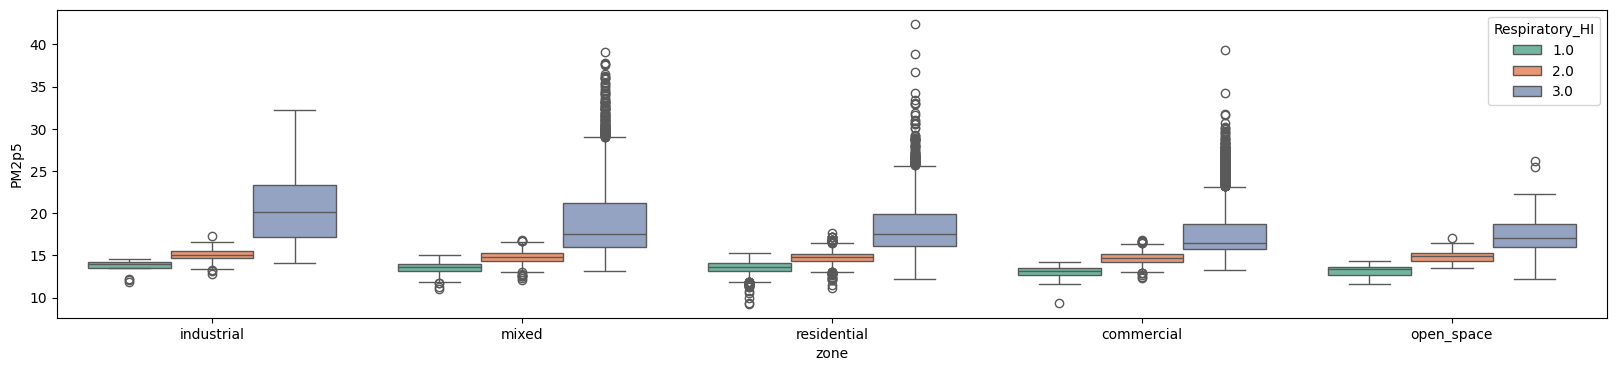 Respiratory_HI
1.0
2.0
3.0
40
35
30
25
20
15
10
PM2p5
industrial
mixed
residential
commercial
open_space
zone